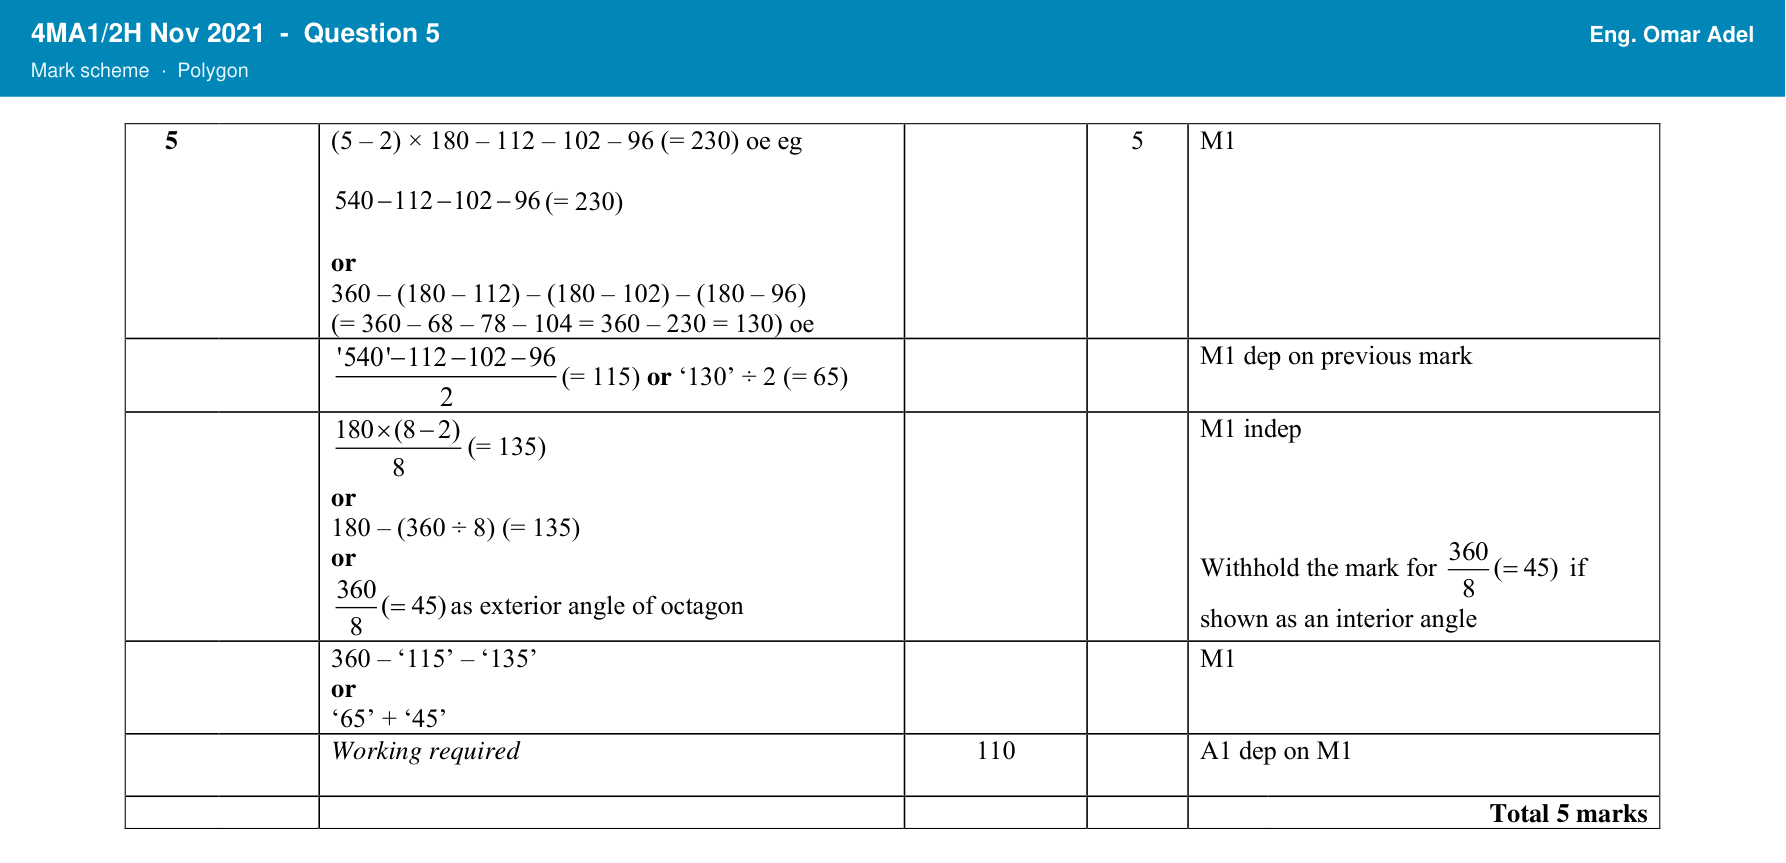 4MA1/2H Nov 2021 - Question 5
Eng. Omar Adel
Mark scheme · Polygon
5
(5 – 2) × 180 – 112 – 102 – 96 (= 230) oe eg
5
M1
540 – 112 – 102 – 96 (= 230)
or
360 – (180 – 112) – (180 – 102) – (180 – 96)
(= 360 – 68 – 78 – 104 = 360 – 230 = 130) oe
'540'– 112 – 102 – 96
2
(= 115) or ‘130’ ÷ 2 (= 65)
M1 dep on previous mark
180 × (8 – 2)
8
(= 135)
M1 indep
or
180 – (360 ÷ 8) (= 135)
or
360
8
(= 45) as exterior angle of octagon
Withhold the mark for 360
8
(= 45) if
shown as an interior angle
360 – ‘115’ – ‘135’
M1
or
‘65’ + ‘45’
Working required
110
A1 dep on M1
Total 5 marks